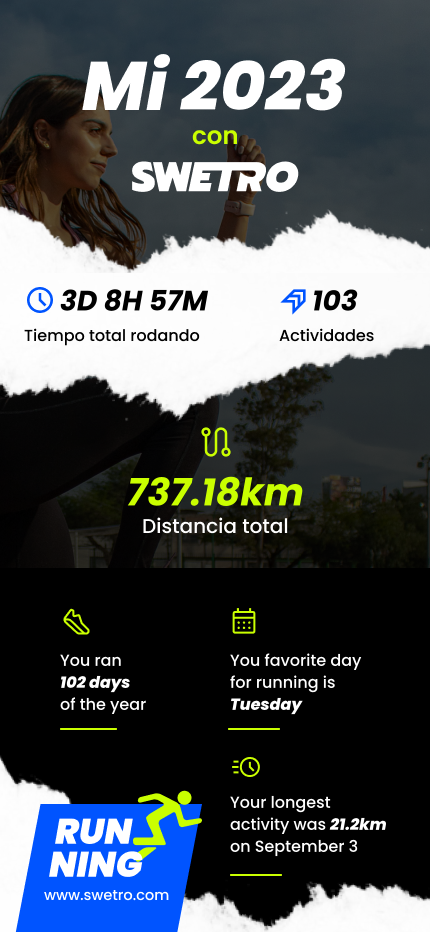 Mi 2023
con
SWETRO
3D 8H 57M
Tiempo total rodando
103
Actividades
737.18km
Distancia total
You ran
102 days
of the year
You favorite day
for running is
Tuesday
Your longest
activity was 21.2km
on September 3
RUN
NING
www.swetro.com